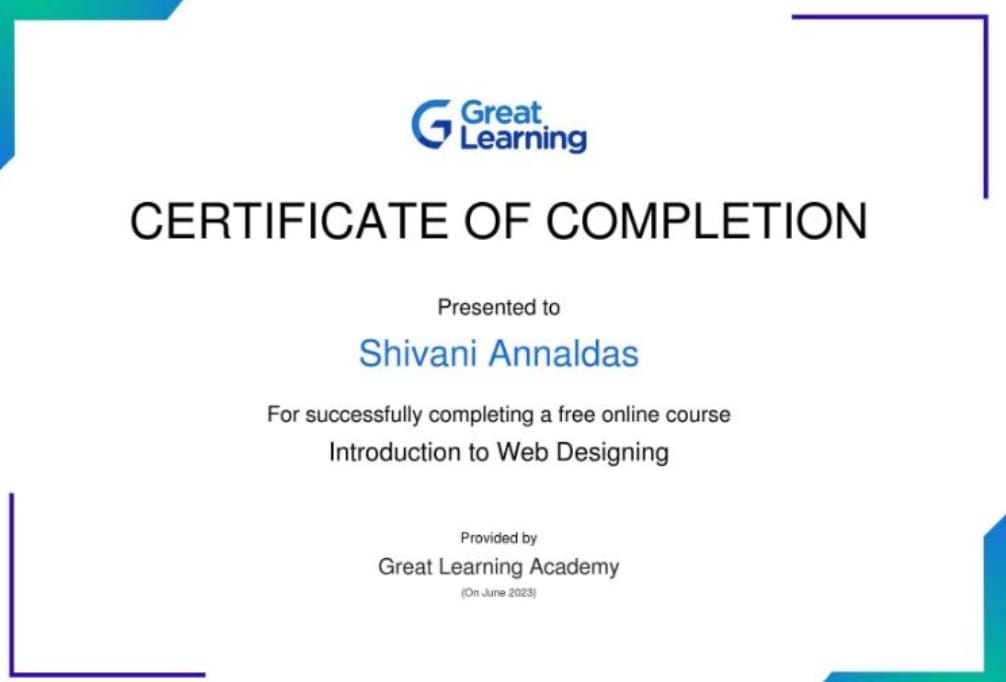 Great
Learning
CERTIFICATE OF COMPLETION
Presented to
Shivani Annaldas
For successfully completing a free online course
Introduction to Web Designing
Provided by
Great Learning Academy
(On June 2023)